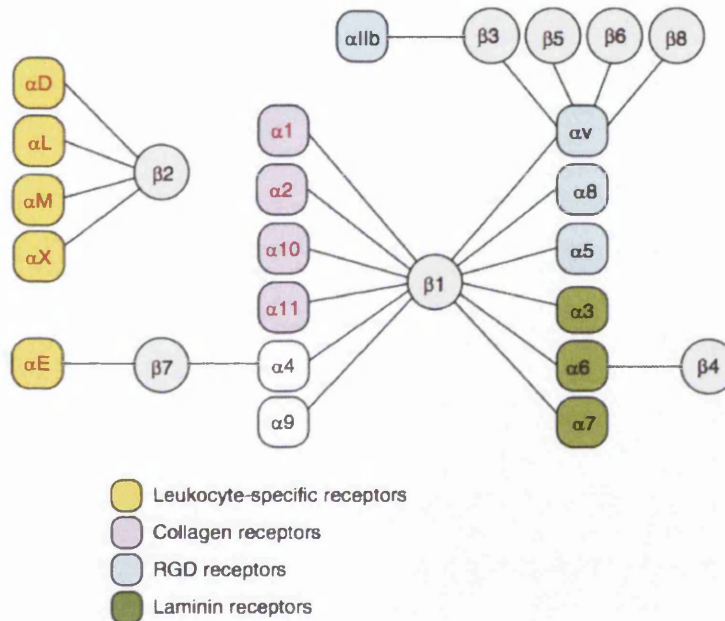 αIIb
β3
β5
β6
β8
αD
αL
αM
αX
β2
α1
α2
α10
α11
α4
α9
β1
αv
α8
α5
α3
α6
α7
β4
αE
β7
Leukocyte-specific receptors
Collagen receptors
RGD receptors
Laminin receptors